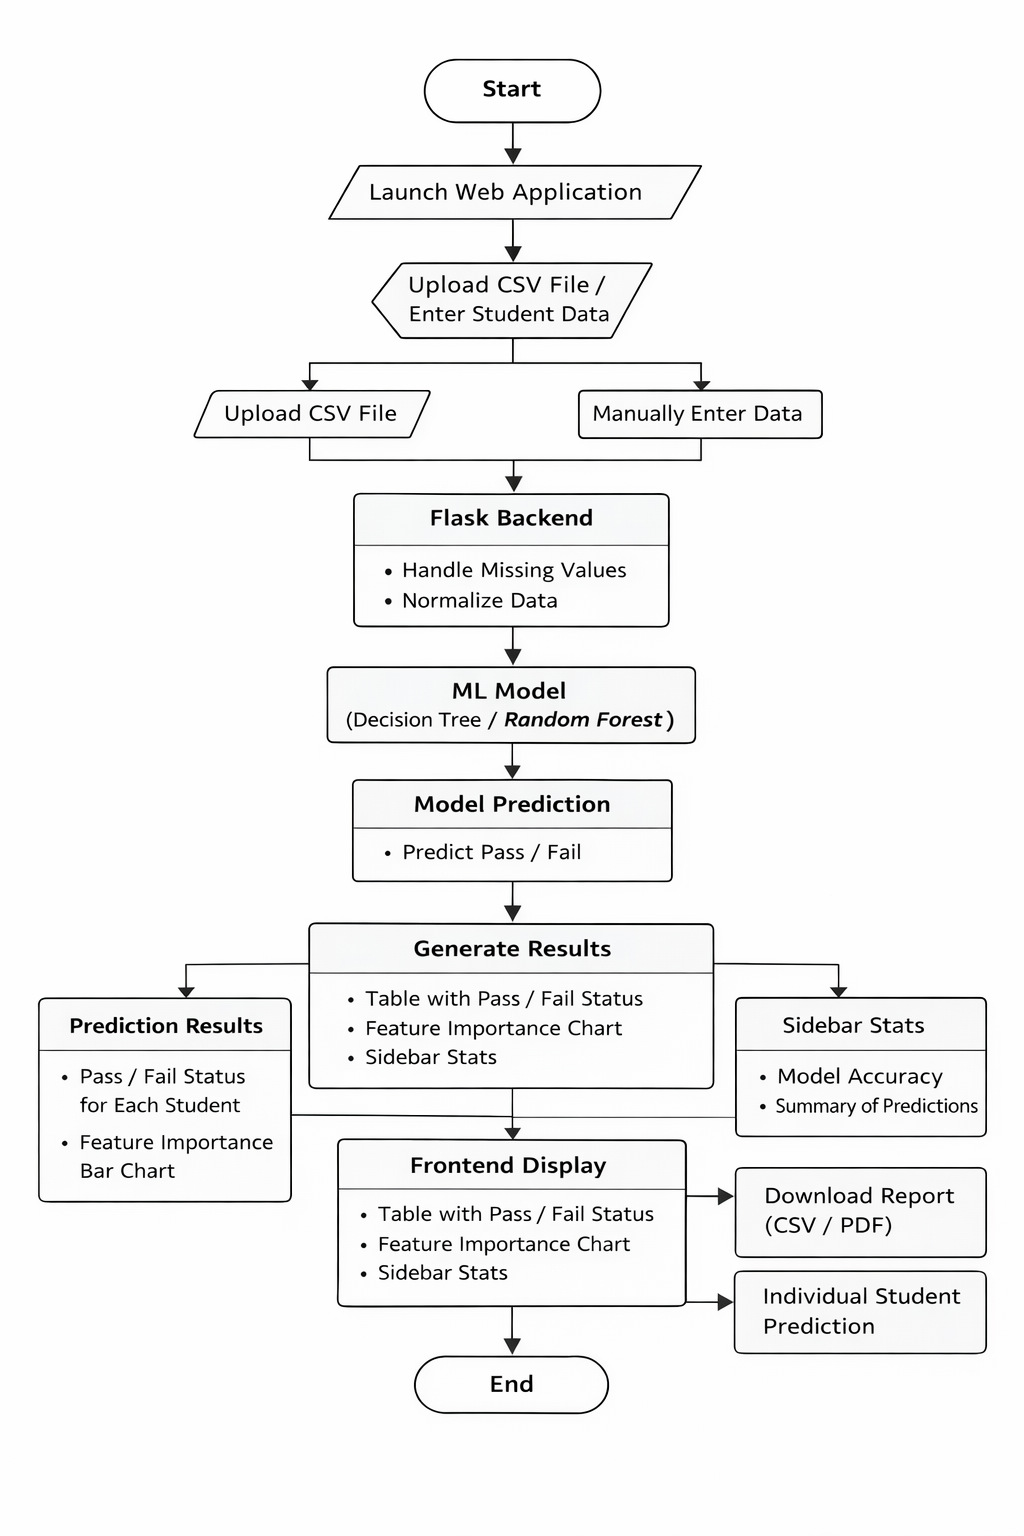 Start
Launch Web Application
Upload CSV File /
Enter Student Data
Upload CSV File
Manually Enter Data
Flask Backend
• Handle Missing Values
• Normalize Data
ML Model
(Decision Tree / Random Forest)
Model Prediction
• Predict Pass / Fail
Generate Results
• Table with Pass / Fail Status
• Feature Importance Chart
• Sidebar Stats
Prediction Results
• Pass / Fail Status
for Each Student
• Feature Importance
Bar Chart
Sidebar Stats
• Model Accuracy
• Summary of Predictions
Frontend Display
• Table with Pass / Fail Status
• Feature Importance Chart
• Sidebar Stats
Download Report
(CSV / PDF)
Individual Student
Prediction
End